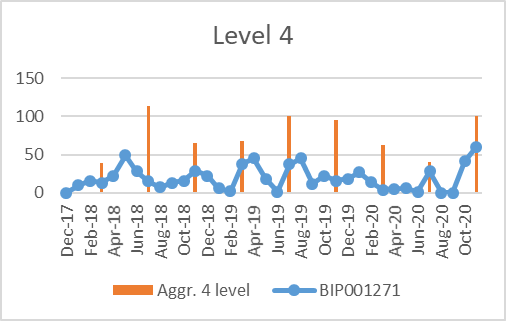 Level 4
150
100
50
0
Dec-17
Feb-18
Apr-18
Jun-18
Aug-18
Oct-18
Dec-18
Feb-19
Apr-19
Jun-19
Aug-19
Oct-19
Dec-19
Feb-20
Apr-20
Jun-20
Aug-20
Oct-20
Aggr. 4 level
BIP001271